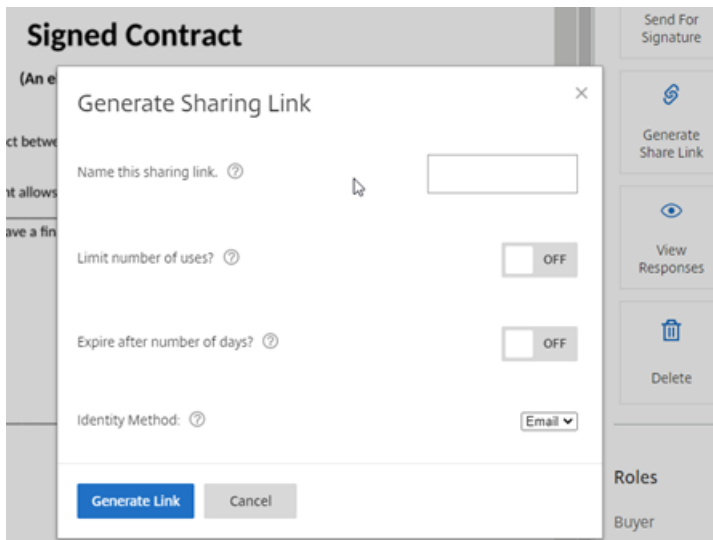 Signed Contract
(An e
ct betwe
nt allows
ave a fin
Generate Sharing Link
Name this sharing link.
Limit number of uses?
OFF
Expire after number of days?
OFF
Identity Method:
Email
Generate Link
Cancel
Send For
Signature
Generate
Share Link
View
Responses
Delete
Roles
Buyer